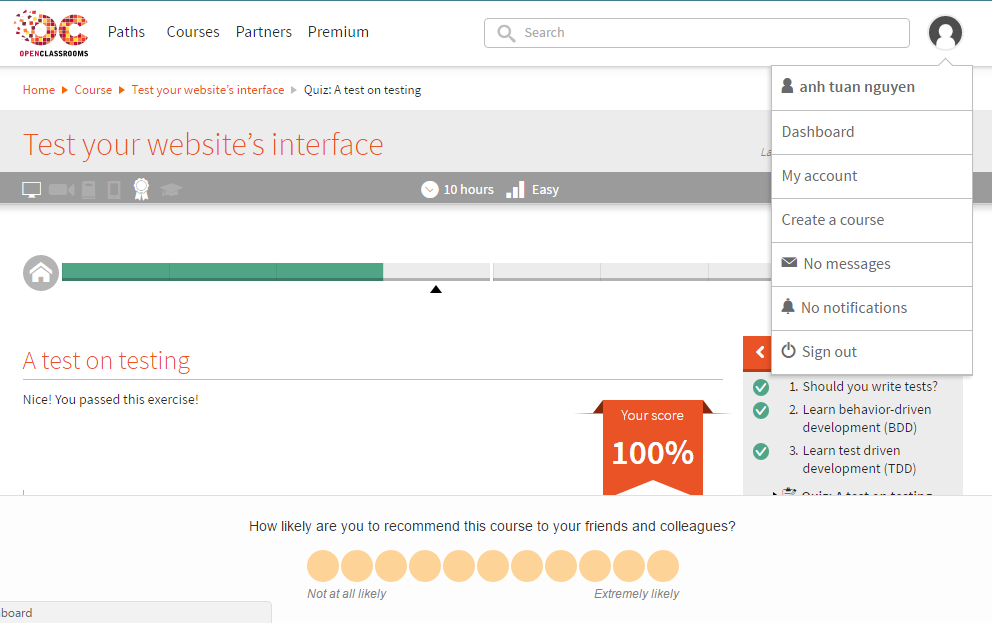 OPENCLASSROOMS
Paths Courses Partners Premium
Search
anh tuan nguyen
Dashboard
My account
Create a course
No messages
No notifications
Sign out
Home Course Test your website's interface Quiz: A test on testing
Test your website's interface
10 hours Easy
A test on testing
Nice! You passed this exercise!
Your score
100%
1. Should you write tests?
2. Learn behavior-driven
development (BDD)
3. Learn test driven
development (TDD)
Quiz: A test on testing
How likely are you to recommend this course to your friends and colleagues?
Not at all likely Extremely likely
board